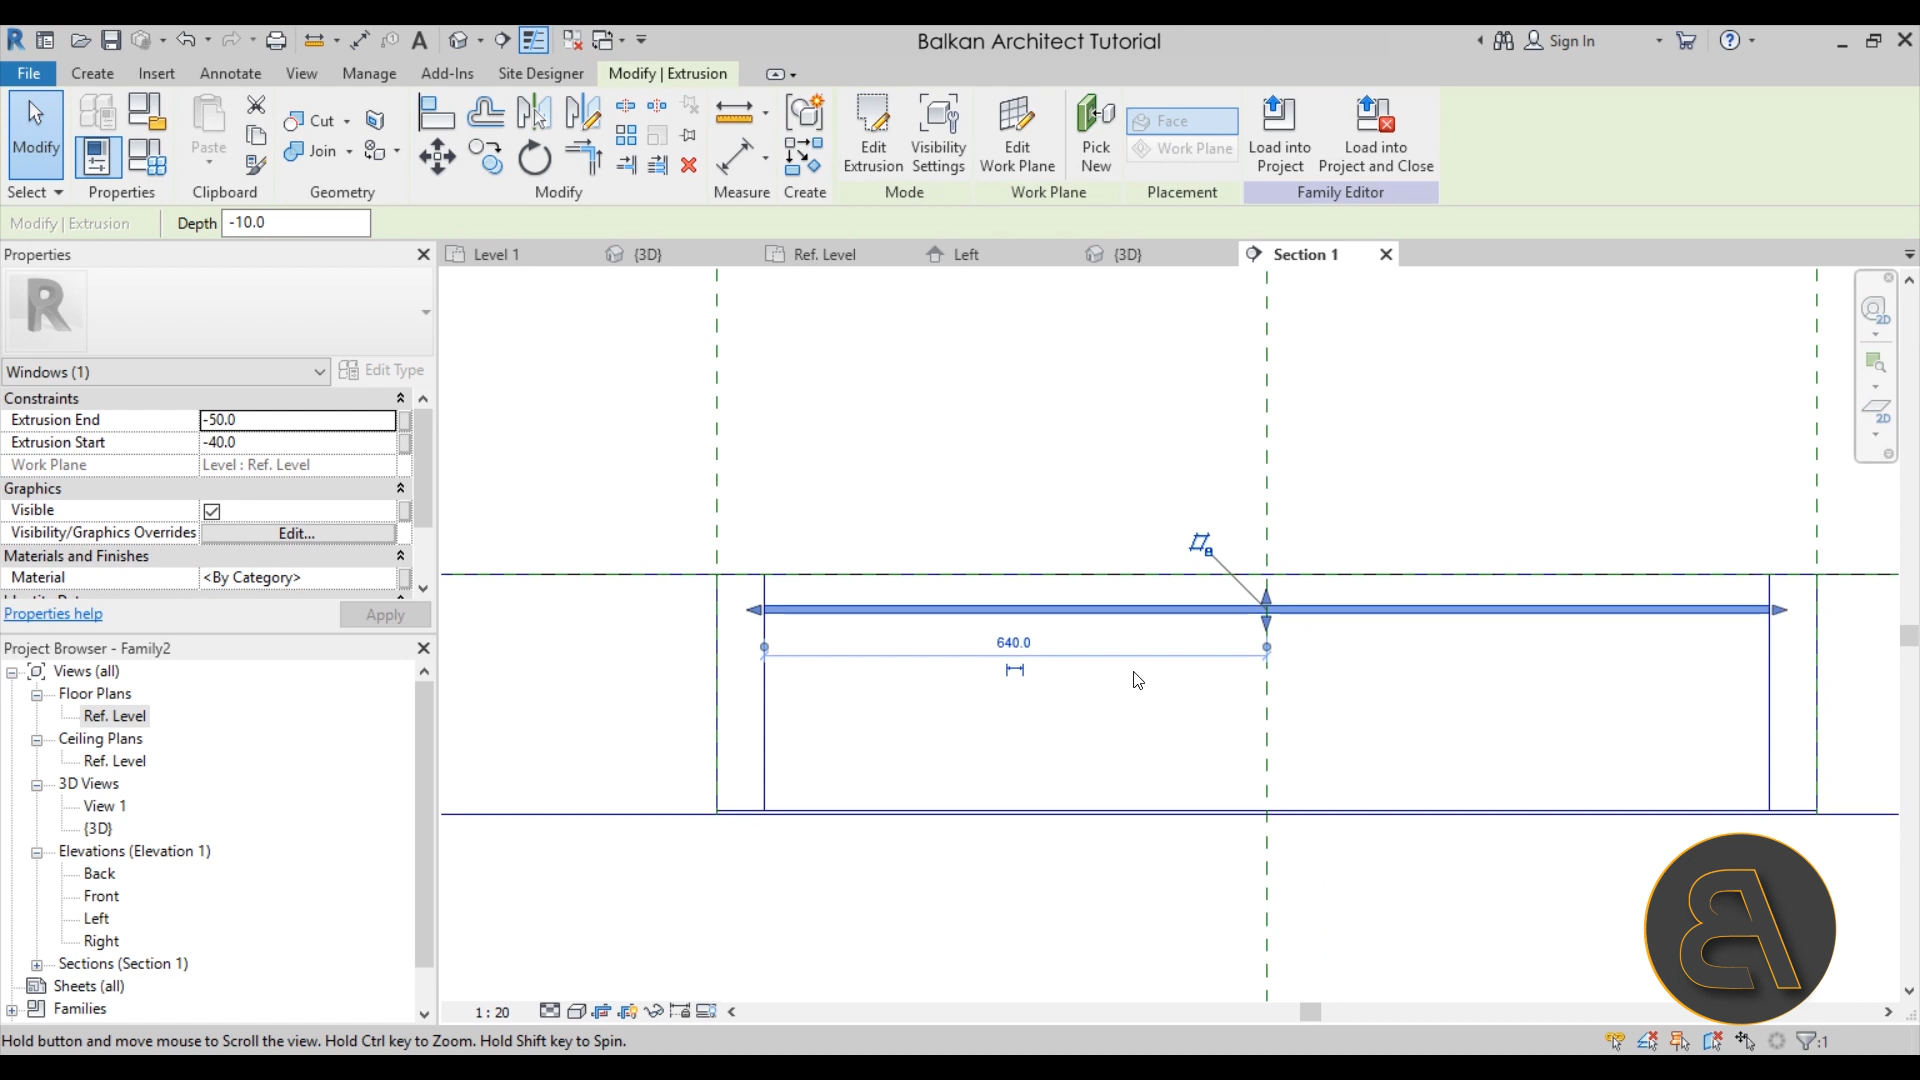 Balkan Architect Tutorial
Sign In
File Create Insert Annotate View Manage Add-Ins Site Designer Modify | Extrusion
Modify
Paste
Cut
Join
Edit Extrusion
Visibility Settings
Edit Work Plane
Pick New
Face
Work Plane
Load into Project
Load into Project and Close
Select Properties Clipboard Geometry Modify Measure Create Mode Work Plane Placement Family Editor
Modify | Extrusion Depth -10.0
Properties
Level 1 {3D} Ref. Level Left {3D} Section 1
Windows (1) Edit Type
Constraints
Extrusion End -50.0
Extrusion Start -40.0
Work Plane Level : Ref. Level
Graphics
Visible
Visibility/Graphics Overrides Edit...
Materials and Finishes
Material <By Category>
Properties help Apply
Project Browser - Family2
Views (all)
Floor Plans
Ref. Level
Ceiling Plans
Ref. Level
3D Views
View 1
{3D}
Elevations (Elevation 1)
Back
Front
Left
Right
Sections (Section 1)
Sheets (all)
Families
640.0
2D
2D
1 : 20
Hold button and move mouse to Scroll the view. Hold Ctrl key to Zoom. Hold Shift key to Spin.
:1